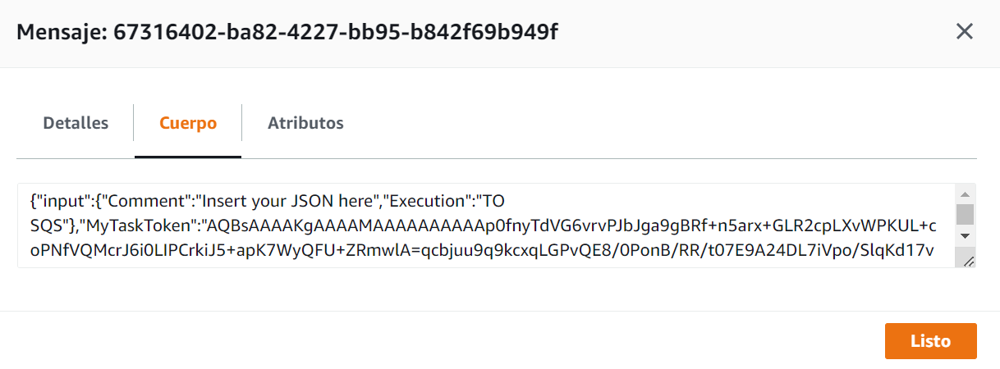 Mensaje: 67316402-ba82-4227-bb95-b842f69b949f
Detalles
Cuerpo
Atributos
{"input":{"Comment":"Insert your JSON here","Execution":"TO
SQS"},"MyTaskToken":"AQBsAAAAKgAAAAMAAAAAAAAAAp0fnyTdVG6vrvPJbJga9gBRf+n5arx+GLR2cpLXvWPKUL+c
oPNfVQMcrJ6i0LIPCrkiJ5+apK7WyQFU+ZRmwlA=qcbjuu9q9kcxqLGPvQE8/0PonB/RR/t07E9A24DL7iVpo/SlqKd17v
Listo